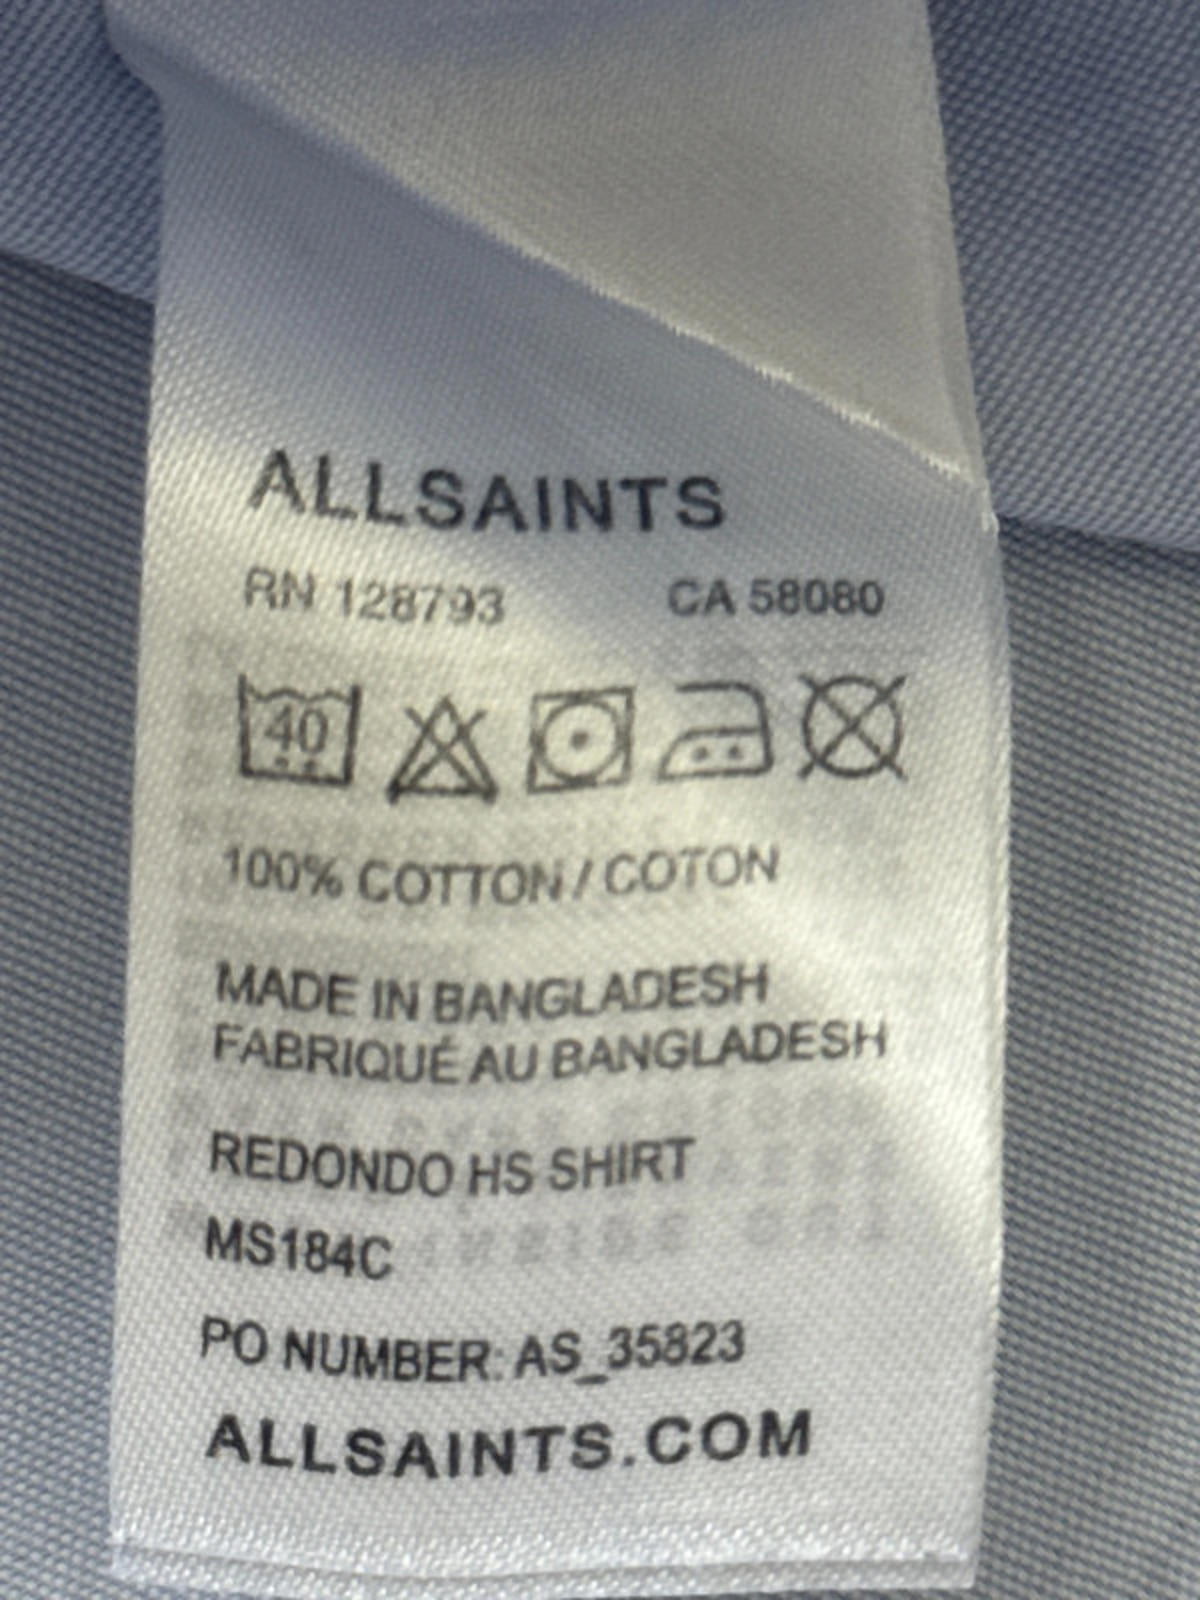 ALLSAINTS
RN 128793 CA 58080
40
100% COTTON / COTON
MADE IN BANGLADESH
FABRIQUÉ AU BANGLADESH
REDONDO HS SHIRT
MS184C
PO NUMBER: AS_35823
ALLSAINTS.COM